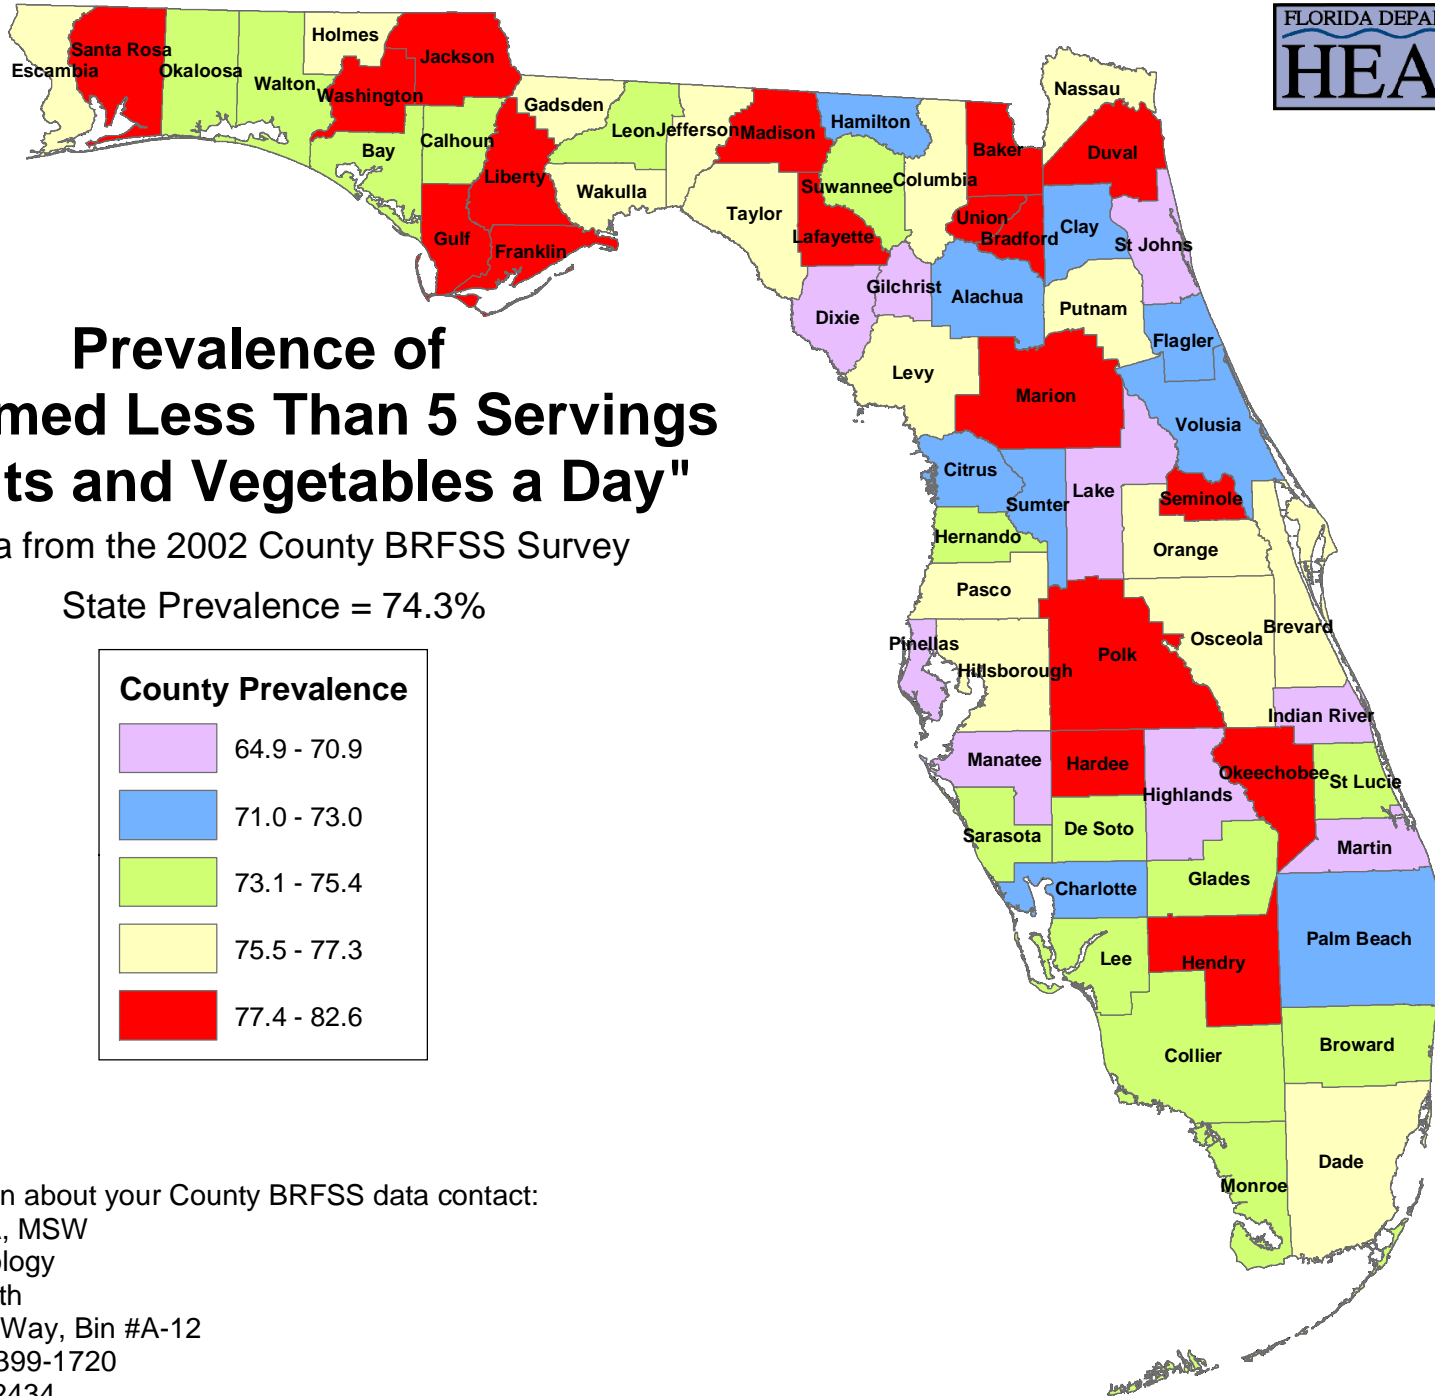 FLORIDA DEPA
HEA
Holmes
Santa Rosa
Jackson
Escambia
Okaloosa
Walton
Washington
Nassau
Gadsden
Leon
Jefferson
Madison
Hamilton
Calhoun
Bay
Baker
Duval
Liberty
Wakulla
Suwannee
Columbia
Taylor
Union
Gulf
Franklin
Lafayette
Bradford
Clay
St Johns
Gilchrist
Alachua
Dixie
Putnam
Flagler
Levy
Marion
Volusia
Citrus
Sumter
Lake
Seminole
Hernando
Orange
Pasco
Brevard
Pinellas
Hillsborough
Polk
Osceola
Indian River
Manatee
Hardee
Okeechobee
St Lucie
Highlands
Sarasota
De Soto
Martin
Charlotte
Glades
Palm Beach
Lee
Hendry
Collier
Broward
Dade
Monroe
Prevalence of
med Less Than 5 Servings
ts and Vegetables a Day"
a from the 2002 County BRFSS Survey
State Prevalence = 74.3%
County Prevalence
64.9 - 70.9
71.0 - 73.0
73.1 - 75.4
75.5 - 77.3
77.4 - 82.6
n about your County BRFSS data contact:
, MSW
ology
th
Way, Bin #A-12
399-1720
2434